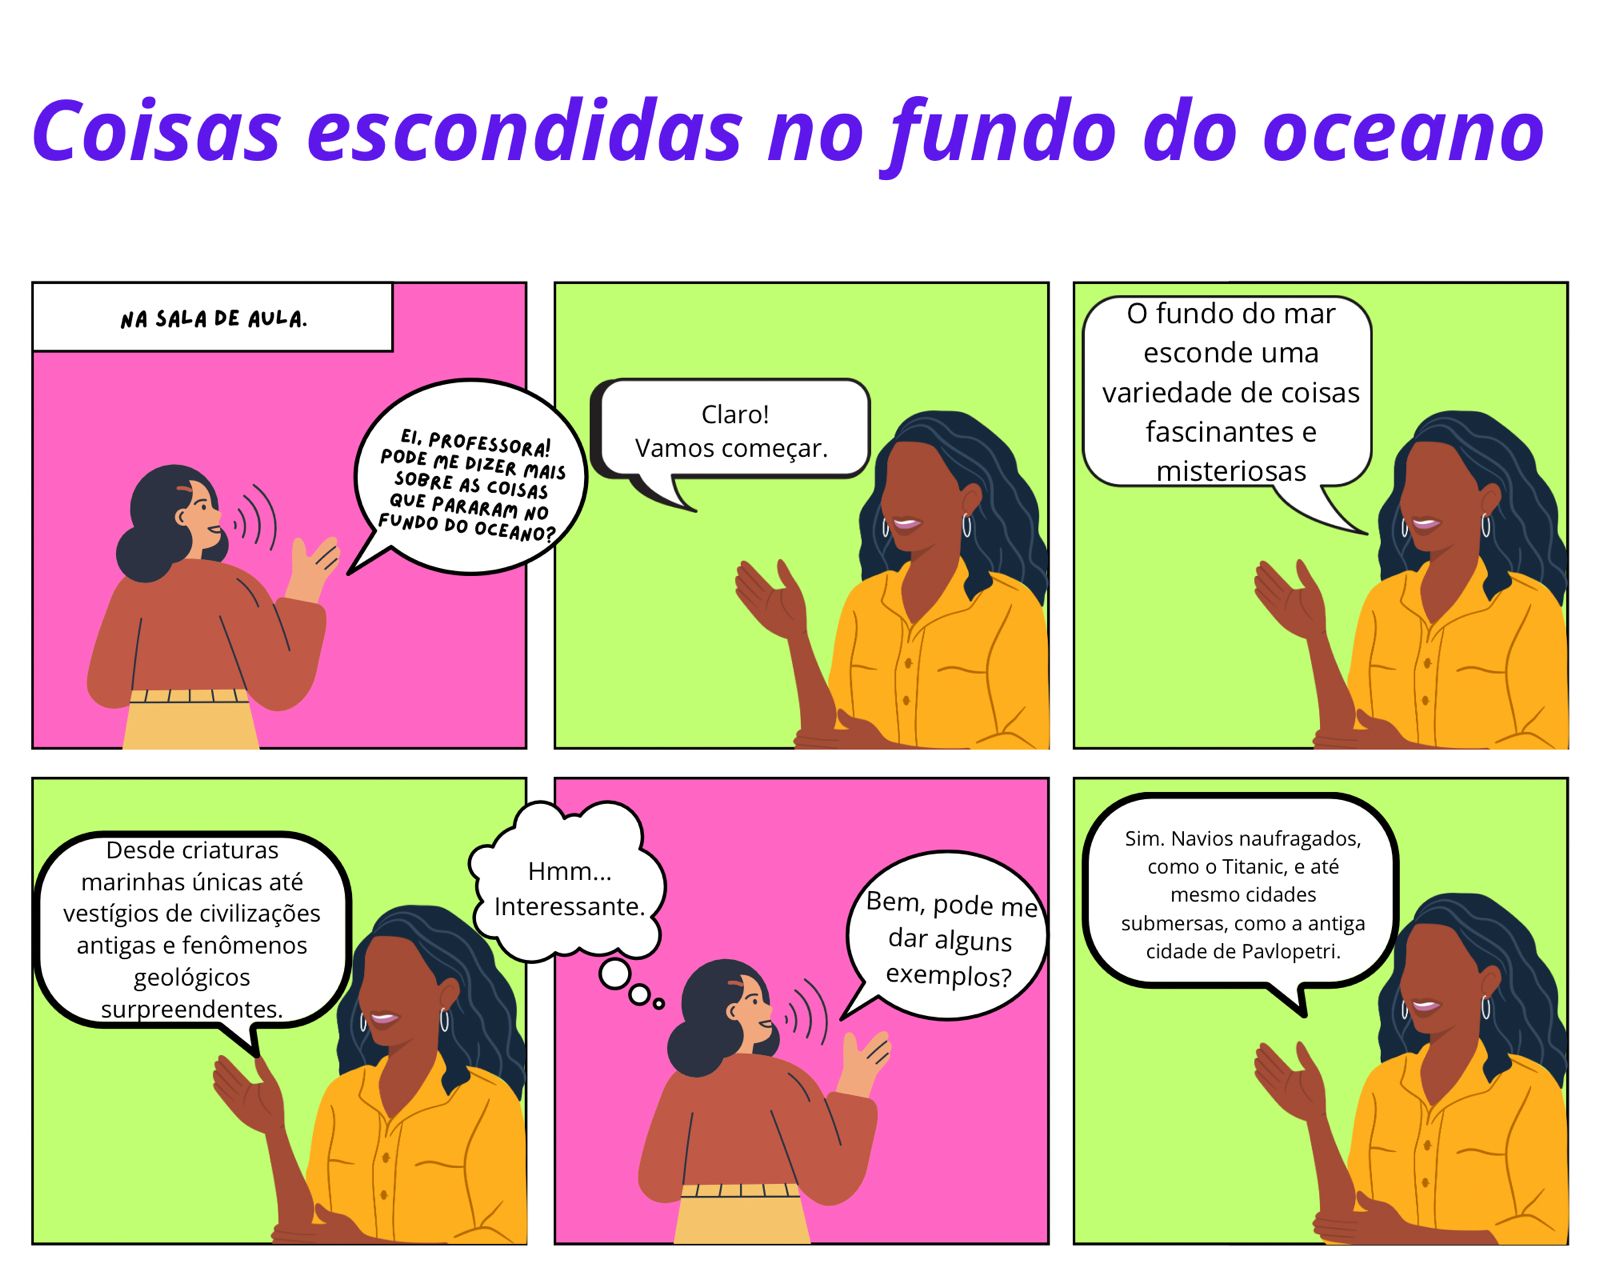 Coisas escondidas no fundo do oceano
NA SALA DE AULA.
EI, PROFESSORA!
PODE ME DIZER MAIS
SOBRE AS COISAS
QUE PARARAM NO
FUNDO DO OCEANO?
Claro!
Vamos começar.
O fundo do mar
esconde uma
variedade de coisas
fascinantes e
misteriosas
Desde criaturas
marinhas únicas até
vestígios de civilizações
antigas e fenômenos
geológicos
surpreendentes.
Hmm...
Interessante.
Bem, pode me
dar alguns
exemplos?
Sim. Navios naufragados,
como o Titanic, e até
mesmo cidades
submersas, como a antiga
cidade de Pavlopetri.